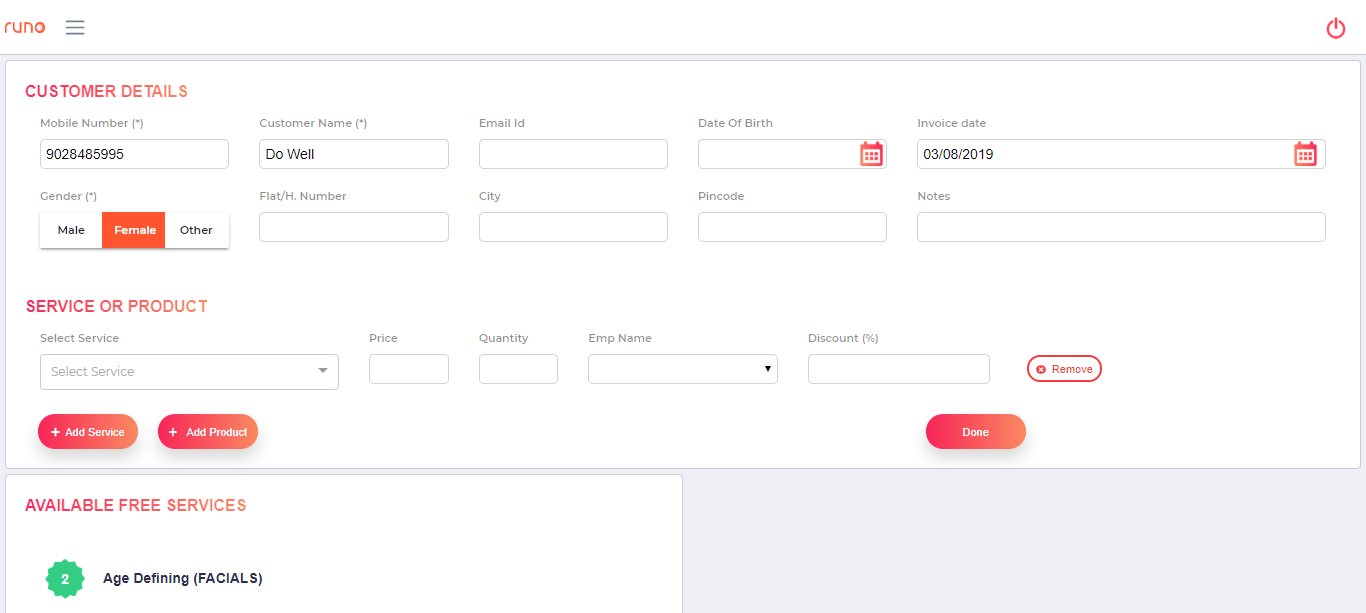 runo
CUSTOMER DETAILS
Mobile Number (*) Customer Name (*) Email Id Date Of Birth Invoice date
9028485995 Do Well 03/08/2019
Gender (*) Flat/H. Number City Pincode Notes
Male Female Other
SERVICE OR PRODUCT
Select Service Price Quantity Emp Name Discount (%)
Select Service Remove
+ Add Service + Add Product Done
AVAILABLE FREE SERVICES
2 Age Defining (FACIALS)